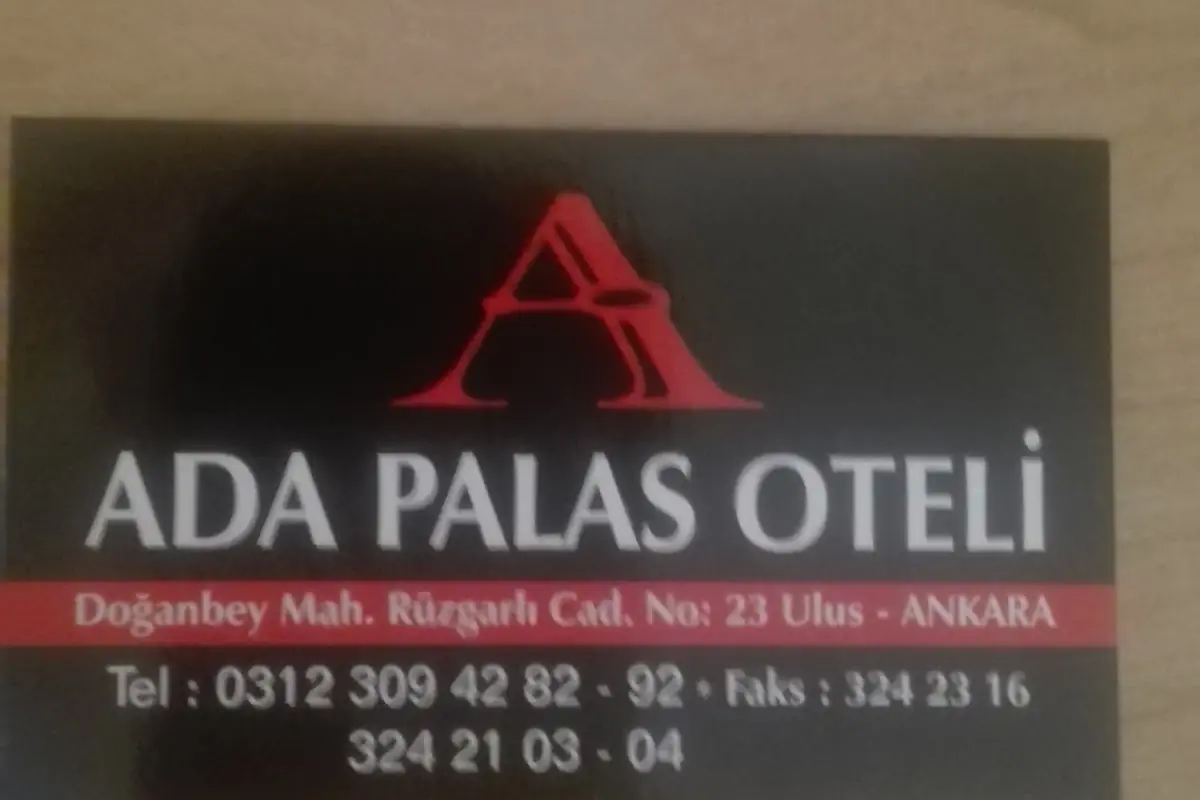 A
ADA PALAS OTELİ
Doğanbey Mah. Rüzgarlı Cad. No: 23 Ulus - ANKARA
Tel : 0312 309 42 82 - 92 • Faks : 324 23 16
324 21 03 - 04